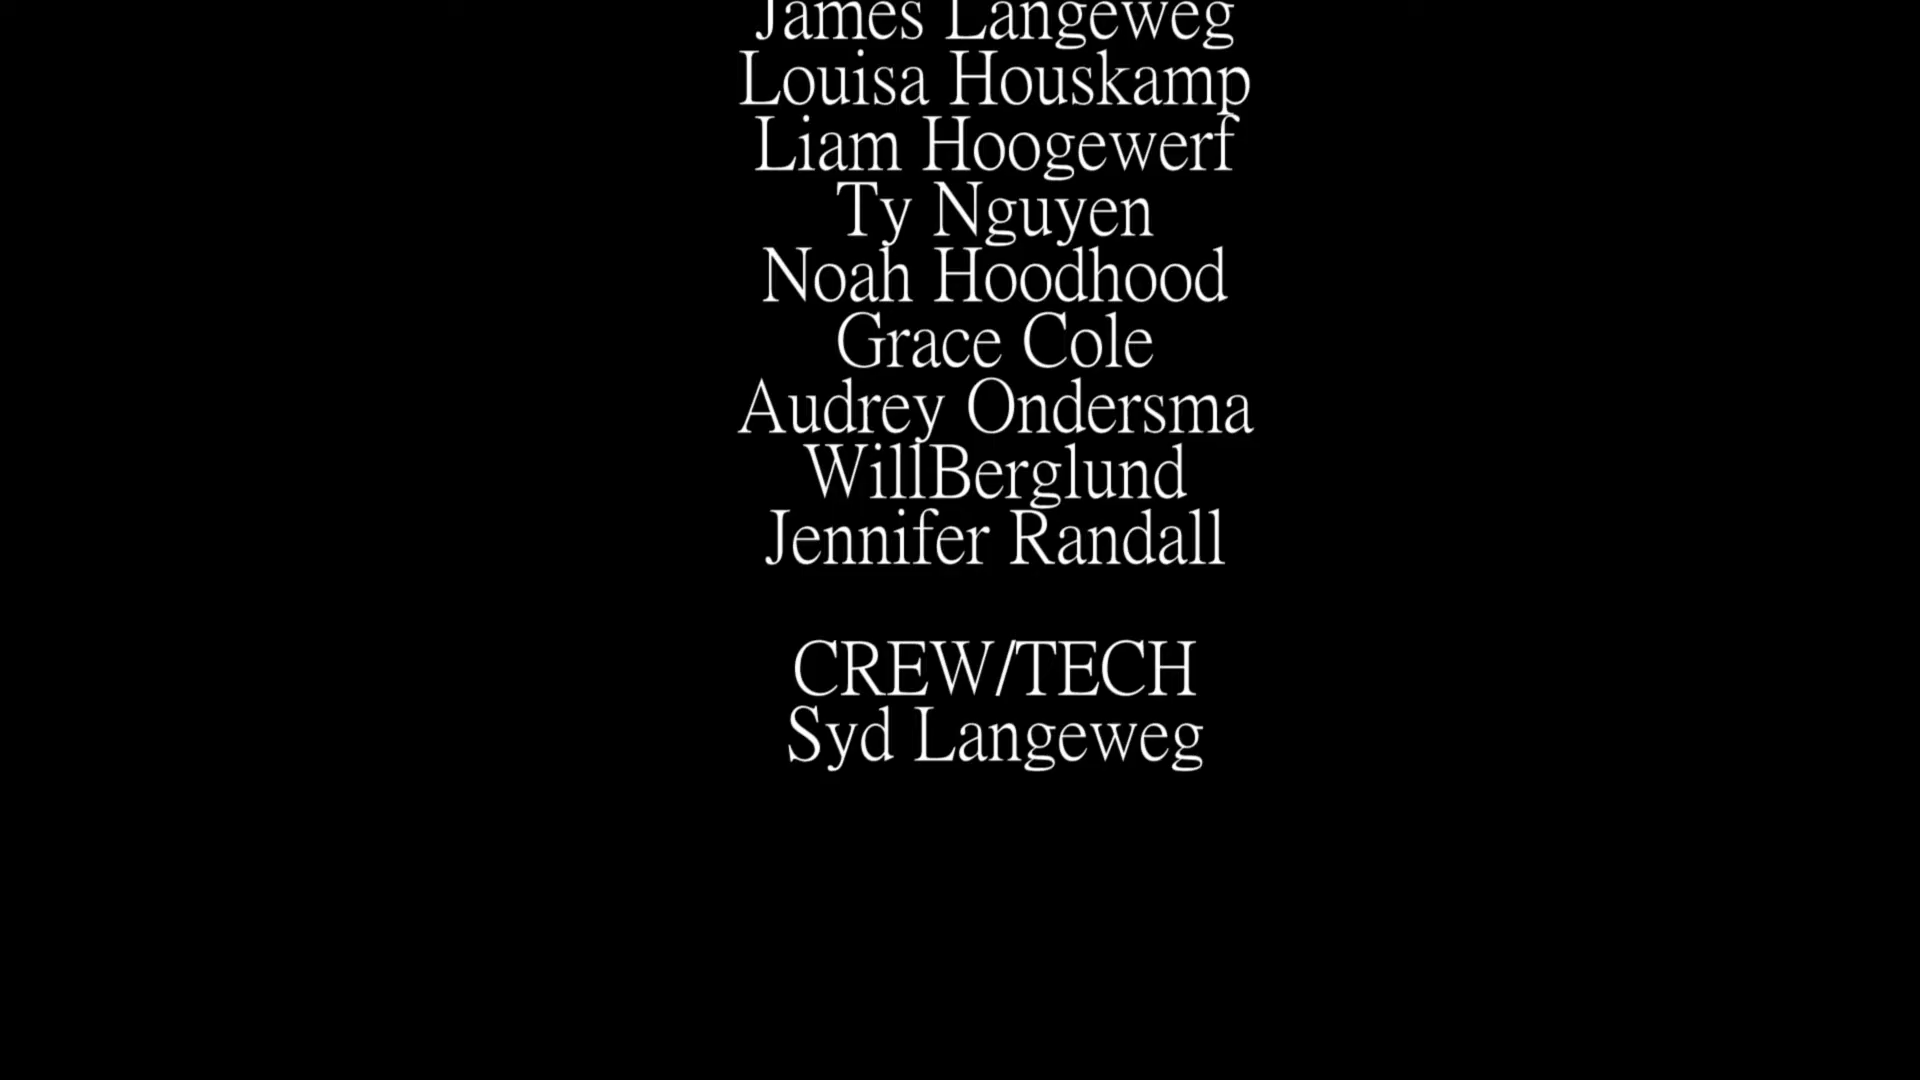 James Langeweg
Louisa Houskamp
Liam Hoogewerf
Ty Nguyen
Noah Hoodhood
Grace Cole
Audrey Ondersma
WillBerglund
Jennifer Randall
CREW/TECH
Syd Langeweg